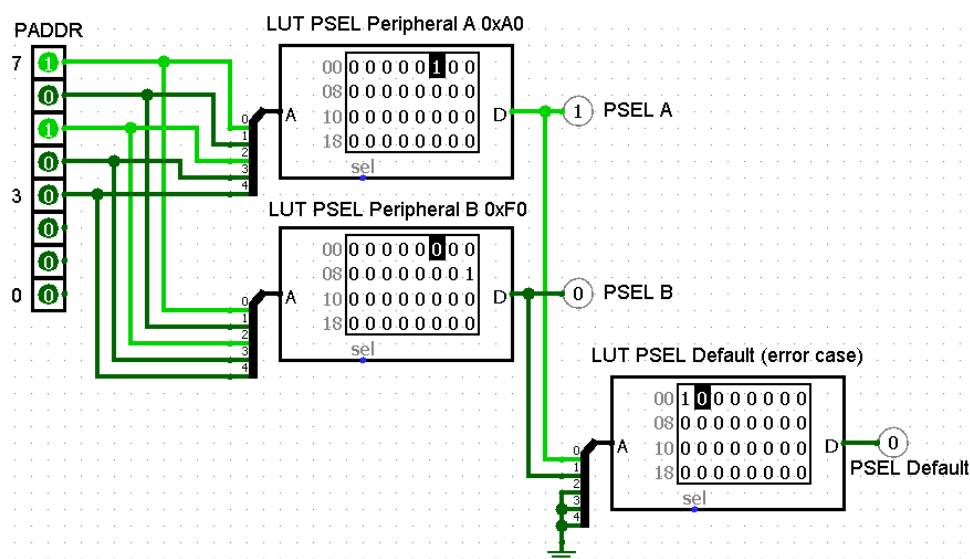 LUT PSEL Peripheral A 0xA0
PADDR
7
1
0
1
0
3
0
0
0
0
0
0
1
2
3
4
A
00 0 0 0 0 0 1 0 0
08 0 0 0 0 0 0 0 0
10 0 0 0 0 0 0 0 0
18 0 0 0 0 0 0 0 0
D
sel
1
PSEL A
LUT PSEL Peripheral B 0xF0
0
1
2
3
4
A
00 0 0 0 0 0 0 0 0
08 0 0 0 0 0 0 0 1
10 0 0 0 0 0 0 0 0
18 0 0 0 0 0 0 0 0
D
sel
0
PSEL B
LUT PSEL Default (error case)
0
1
2
3
4
A
00 1 0 0 0 0 0 0 0
08 0 0 0 0 0 0 0 0
10 0 0 0 0 0 0 0 0
18 0 0 0 0 0 0 0 0
D
sel
0
PSEL Default